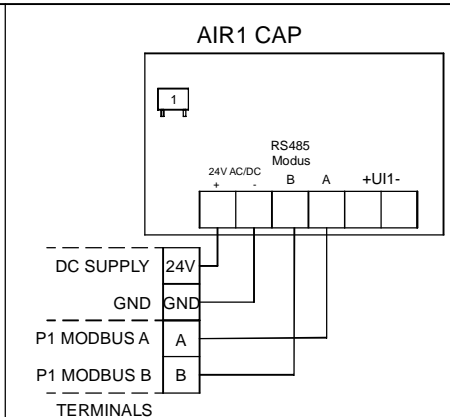 AIR1 CAP
1
RS485
Modus
24V AC/DC
+ - B A +UI1-
DC SUPPLY 24V
GND GND
P1 MODBUS A A
P1 MODBUS B B
TERMINALS